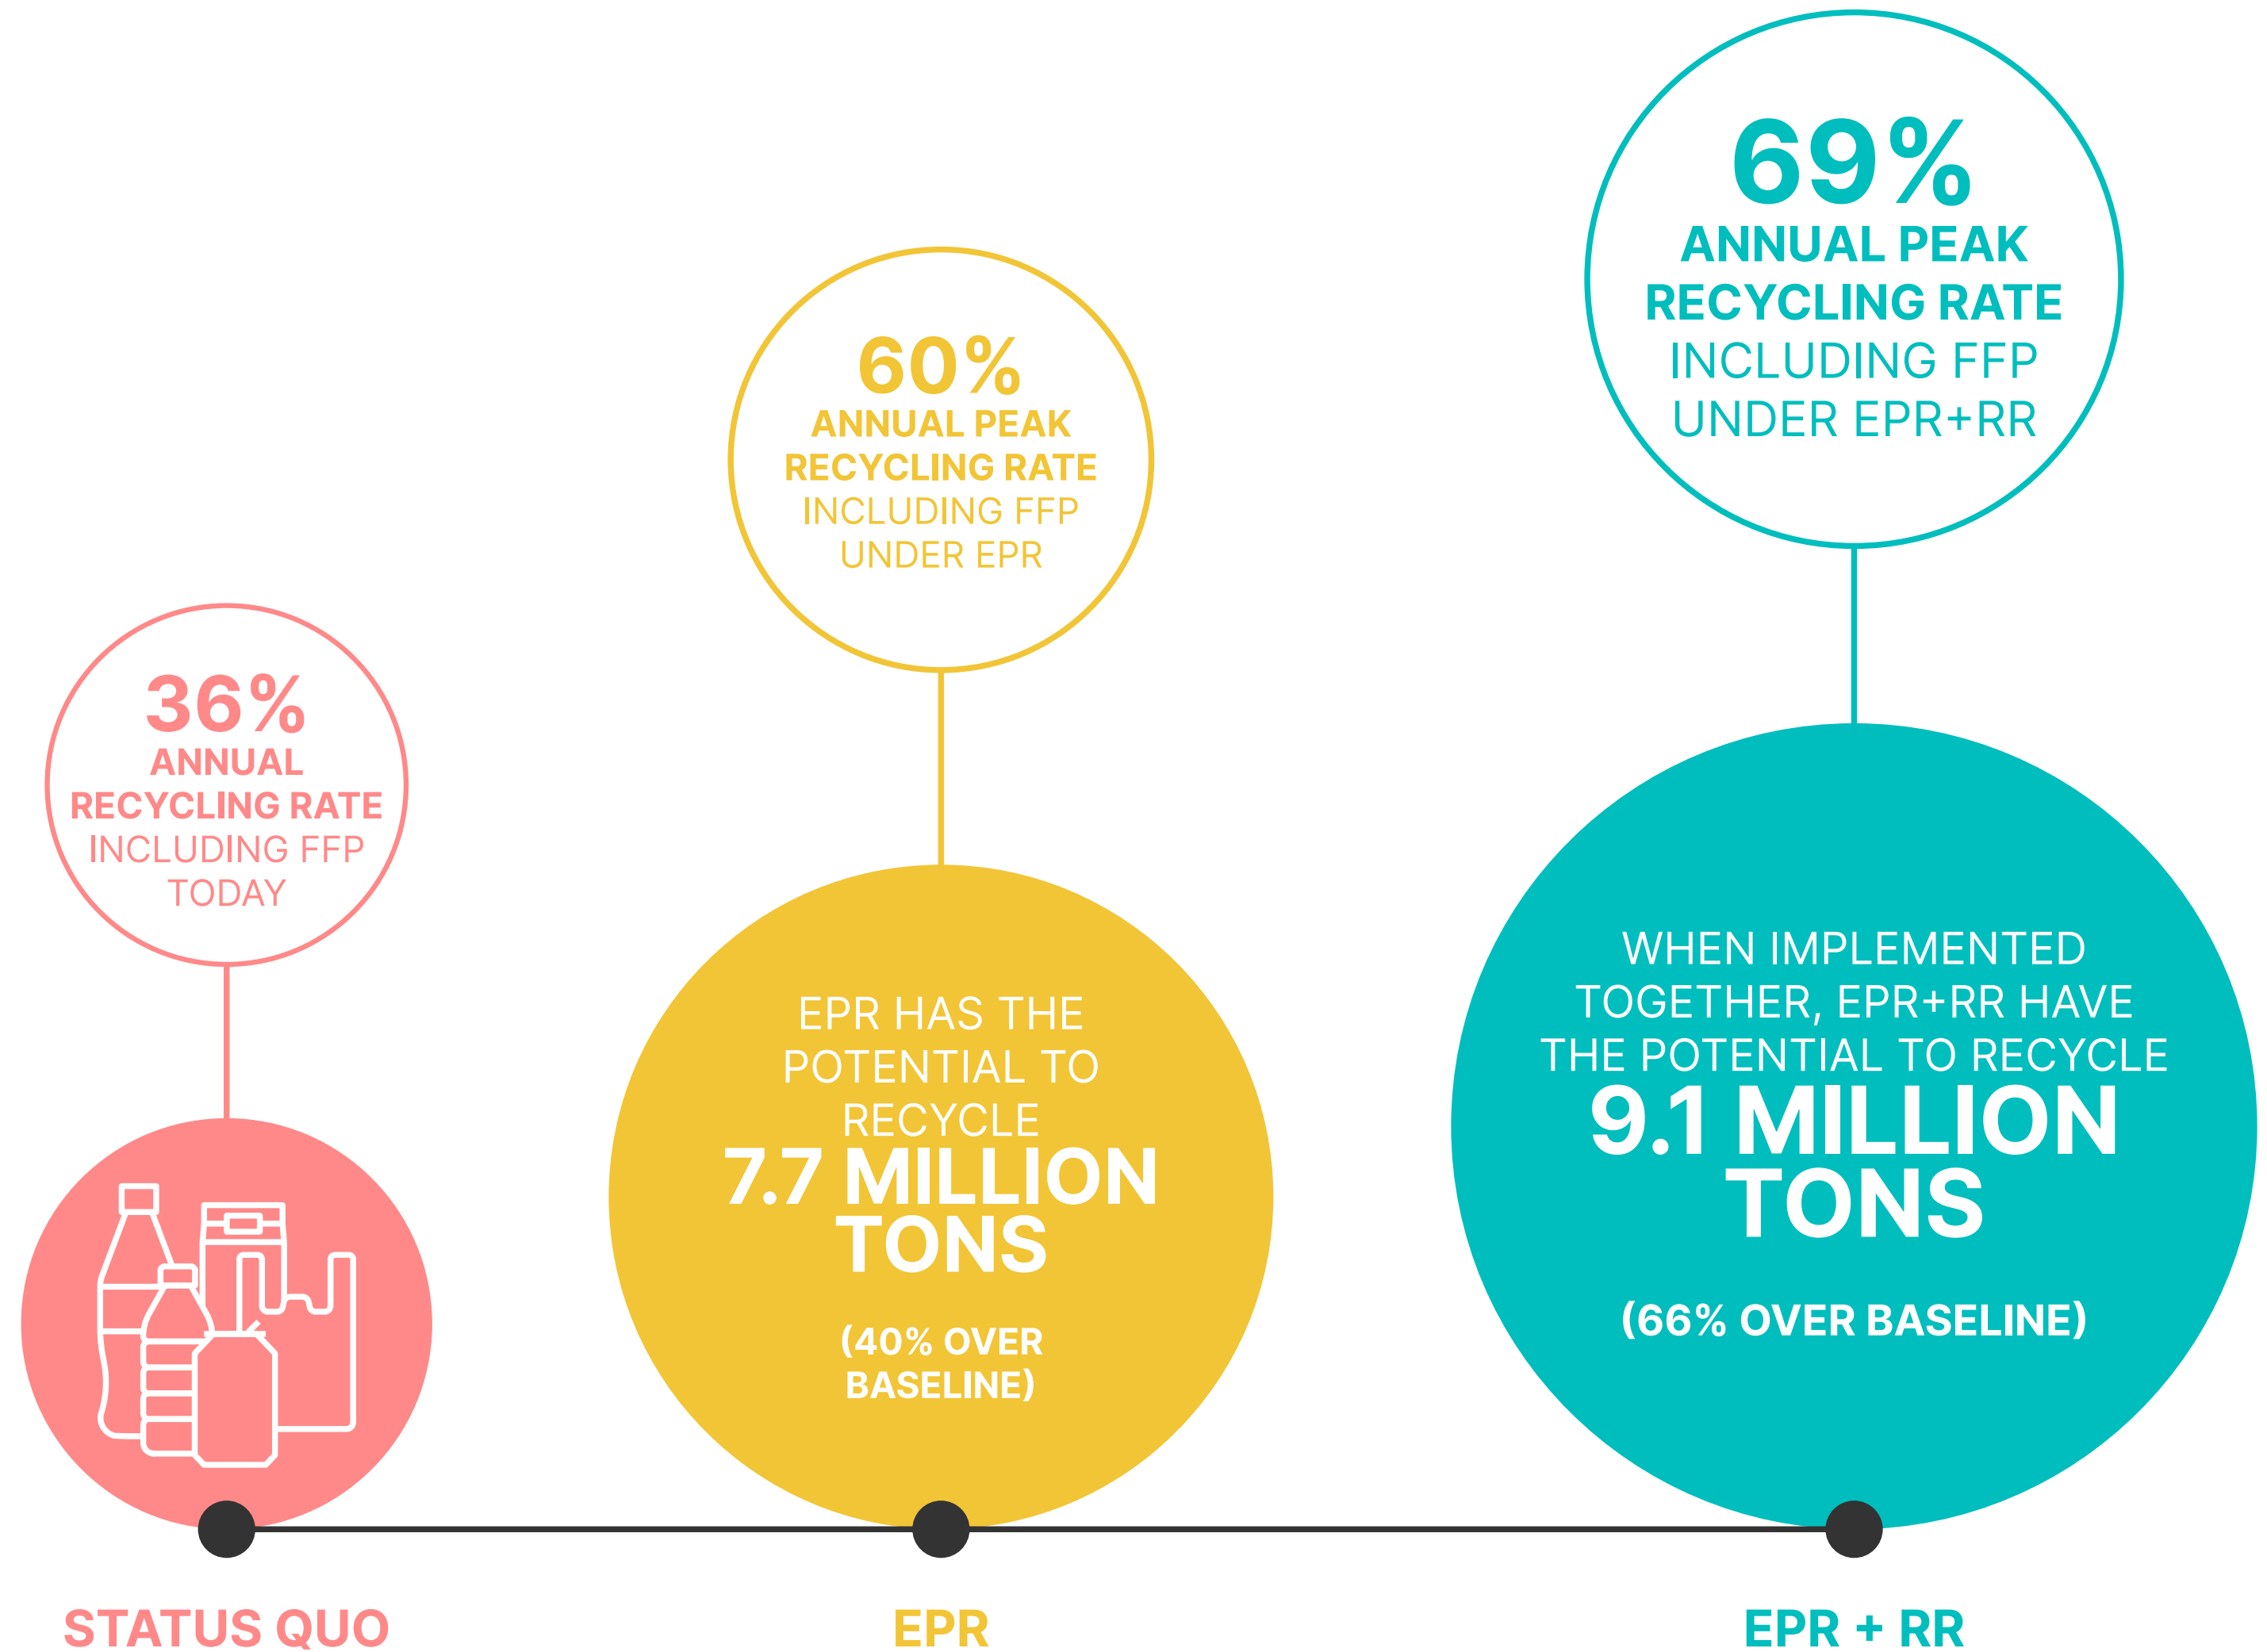 36%
ANNUAL
RECYCLING RATE
INCLUDING FFP
TODAY
STATUS QUO
60%
ANNUAL PEAK
RECYCLING RATE
INCLUDING FFP
UNDER EPR
EPR HAS THE
POTENTIAL TO
RECYCLE
7.7 MILLION
TONS
(40% OVER
BASELINE)
EPR
69%
ANNUAL PEAK
RECYCLING RATE
INCLUDING FFP
UNDER EPR+RR
WHEN IMPLEMENTED
TOGETHER, EPR+RR HAVE
THE POTENTIAL TO RECYCLE
9.1 MILLION
TONS
(66% OVER BASELINE)
EPR + RR